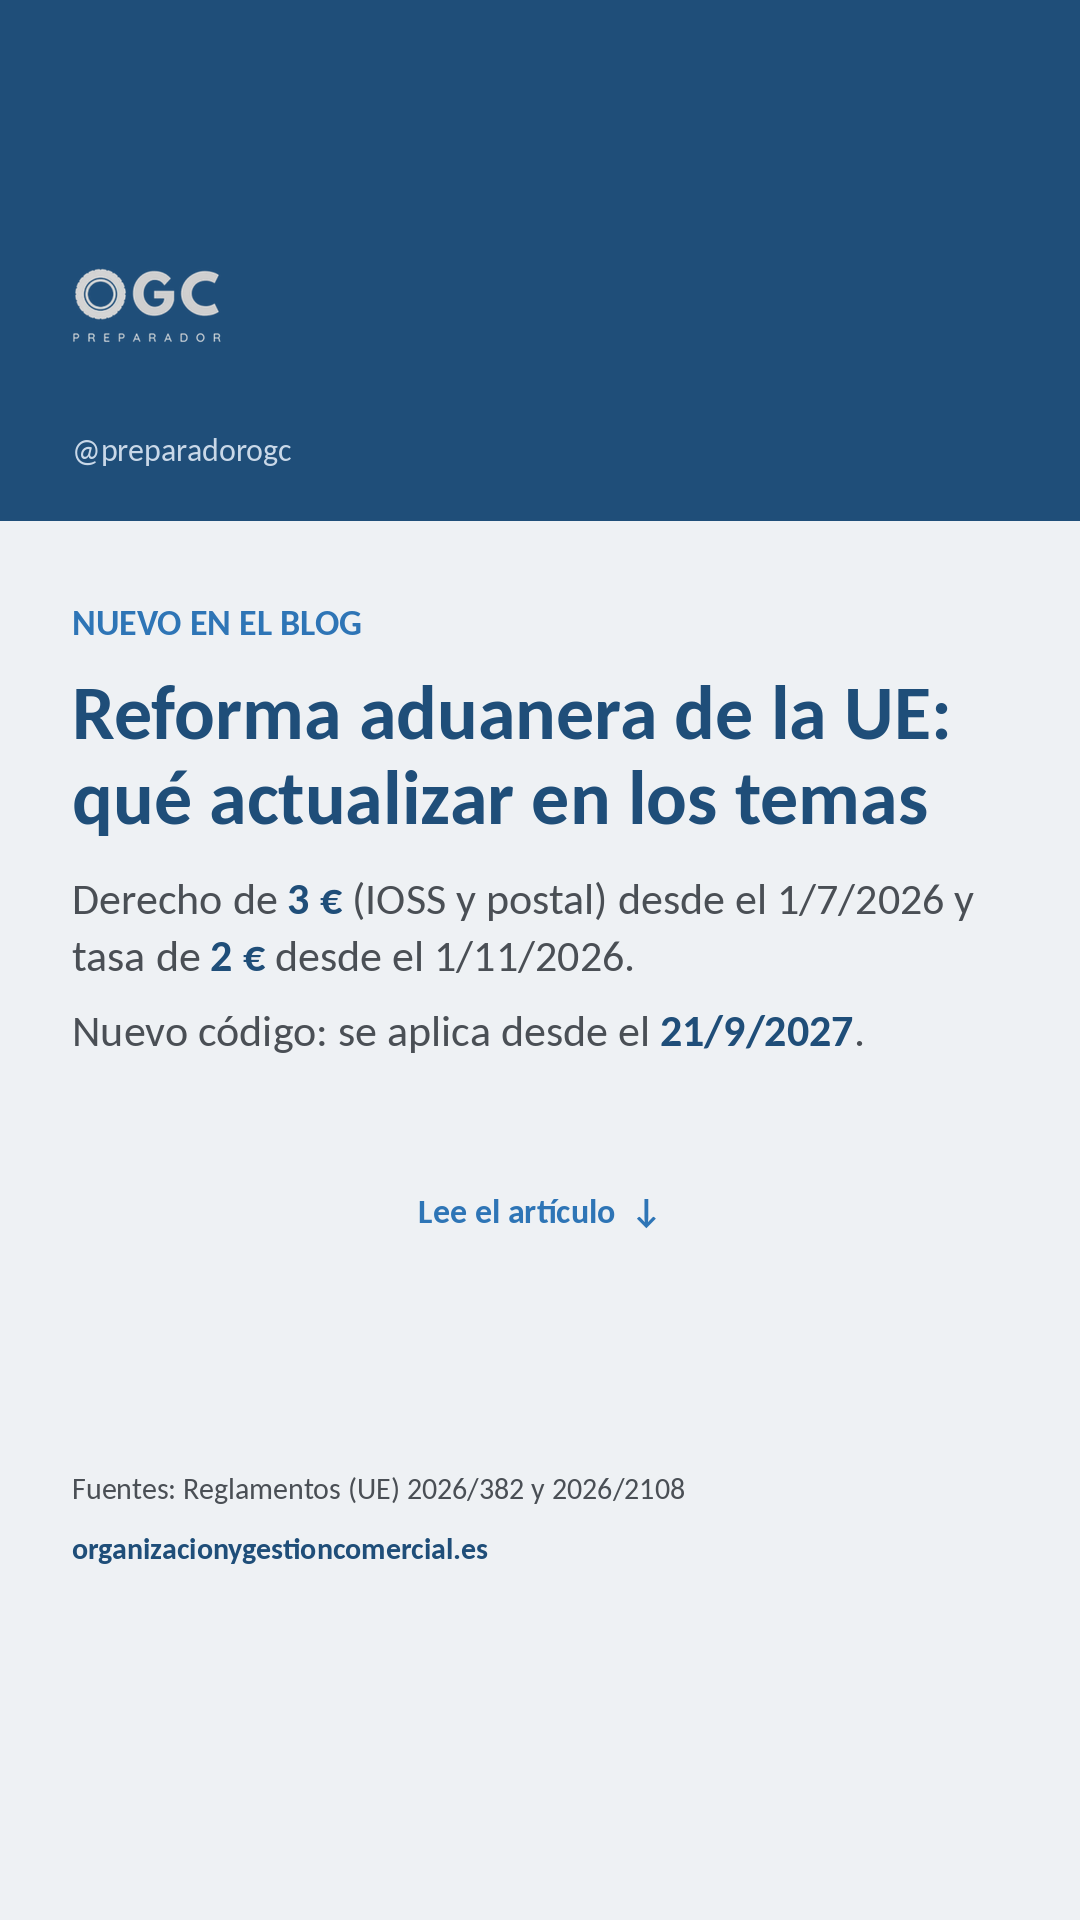 OGC
PREPARADOR
@preparadorogc
NUEVO EN EL BLOG
Reforma aduanera de la UE:
qué actualizar en los temas
Derecho de 3 € (IOSS y postal) desde el 1/7/2026 y
tasa de 2 € desde el 1/11/2026.
Nuevo código: se aplica desde el 21/9/2027.
Lee el artículo ↓
Fuentes: Reglamentos (UE) 2026/382 y 2026/2108
organizacionygestioncomercial.es